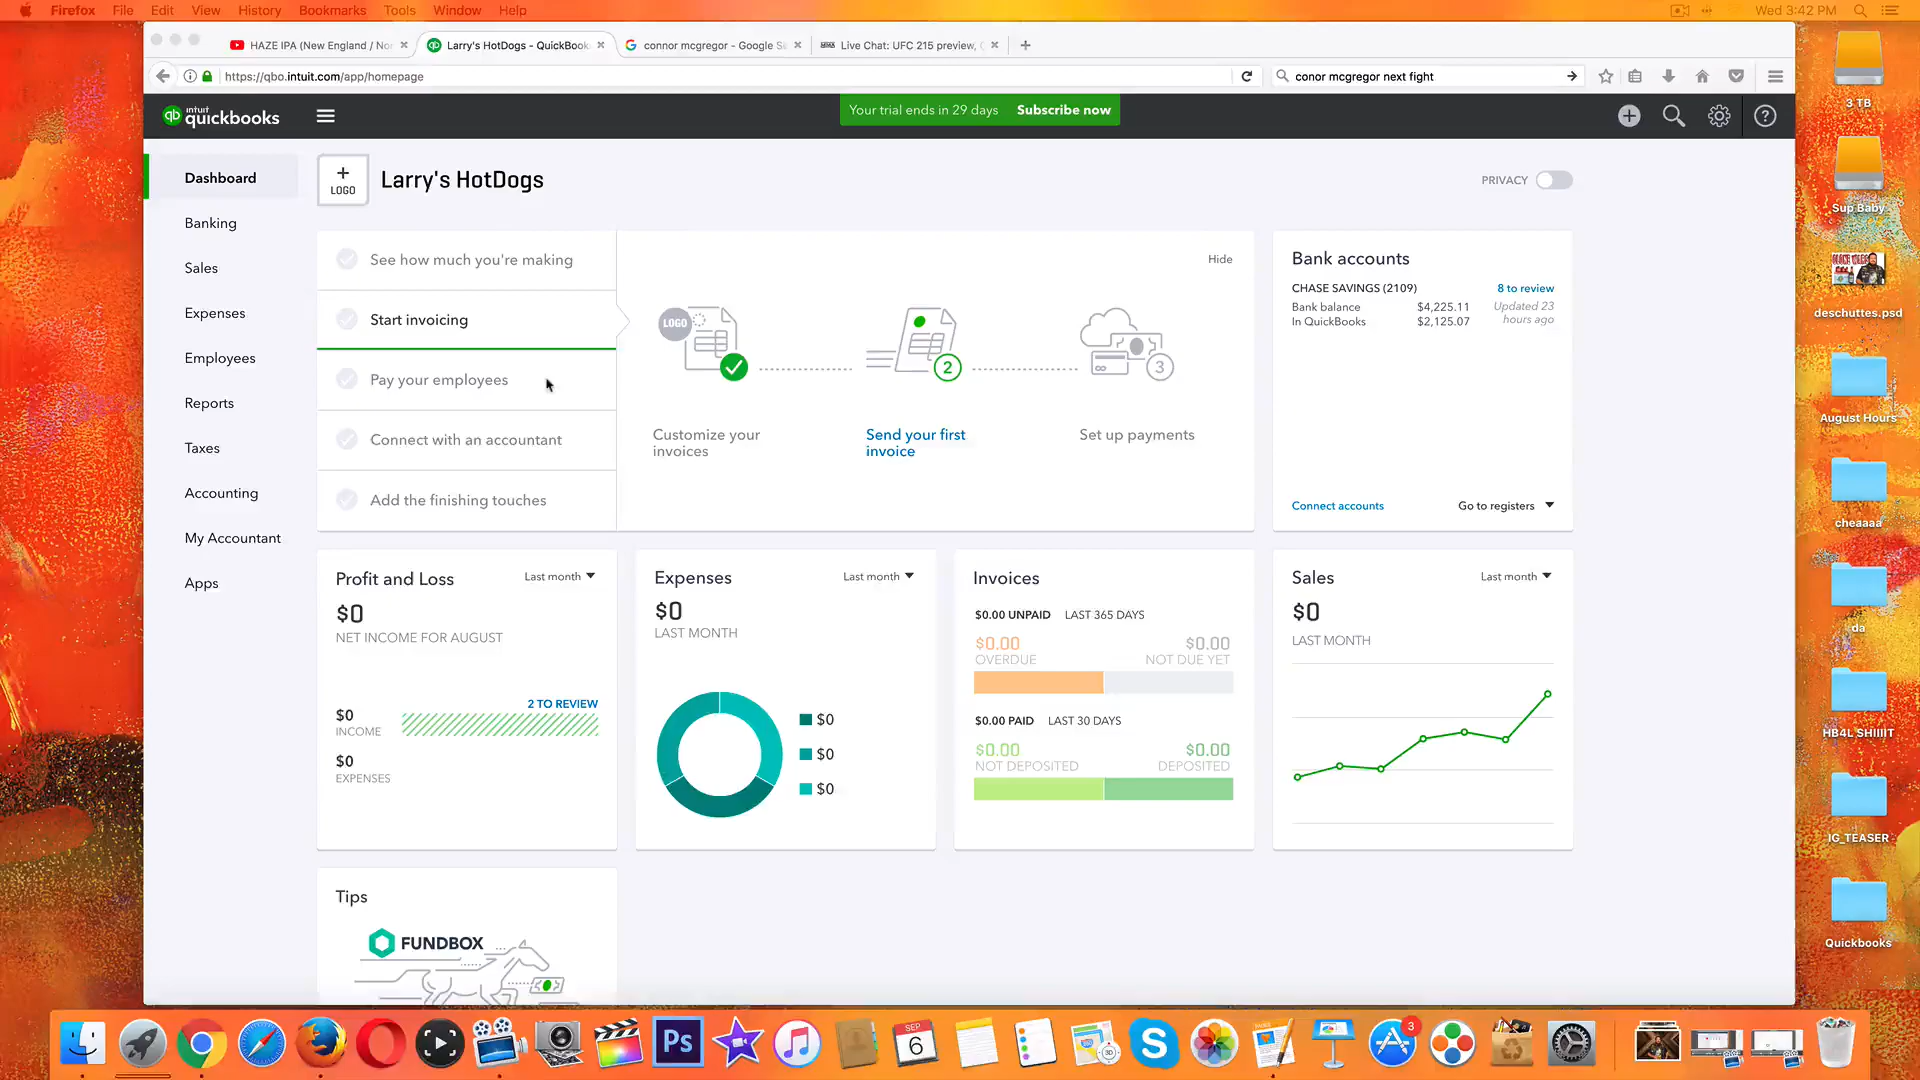 Firefox File Edit View History Bookmarks Tools Window Help
Wed 3:42 PM
HAZE IPA (New England / Nor
Larry's HotDogs - QuickBook
connor mcgregor - Google Se
Live Chat: UFC 215 preview,
https://qbo.intuit.com/app/homepage
conor mcgregor next fight
intuit
quickbooks
Your trial ends in 29 days Subscribe now
Dashboard
Banking
Sales
Expenses
Employees
Reports
Taxes
Accounting
My Accountant
Apps
+
LOGO
Larry's HotDogs
PRIVACY
See how much you're making
Start invoicing
Pay your employees
Connect with an accountant
Add the finishing touches
Hide
LOGO
2
3
Customize your
invoices
Send your first
invoice
Set up payments
Bank accounts
CHASE SAVINGS (2109) 8 to review
Bank balance $4,225.11 Updated 23
In QuickBooks $2,125.07 hours ago
Connect accounts
Go to registers
Profit and Loss
Last month
$0
NET INCOME FOR AUGUST
2 TO REVIEW
$0
INCOME
$0
EXPENSES
Expenses
Last month
$0
LAST MONTH
$0
$0
$0
Invoices
$0.00 UNPAID LAST 365 DAYS
$0.00 $0.00
OVERDUE NOT DUE YET
$0.00 PAID LAST 30 DAYS
$0.00 $0.00
NOT DEPOSITED DEPOSITED
Sales
Last month
$0
LAST MONTH
Tips
FUNDBOX
3 TB
Sup Baby
deschuttes.psd
August Hours
cheaaaa
da
HB4L SHIIIIT
IG_TEASER
Quickbooks
Ps
SEP
6
3D
S
3